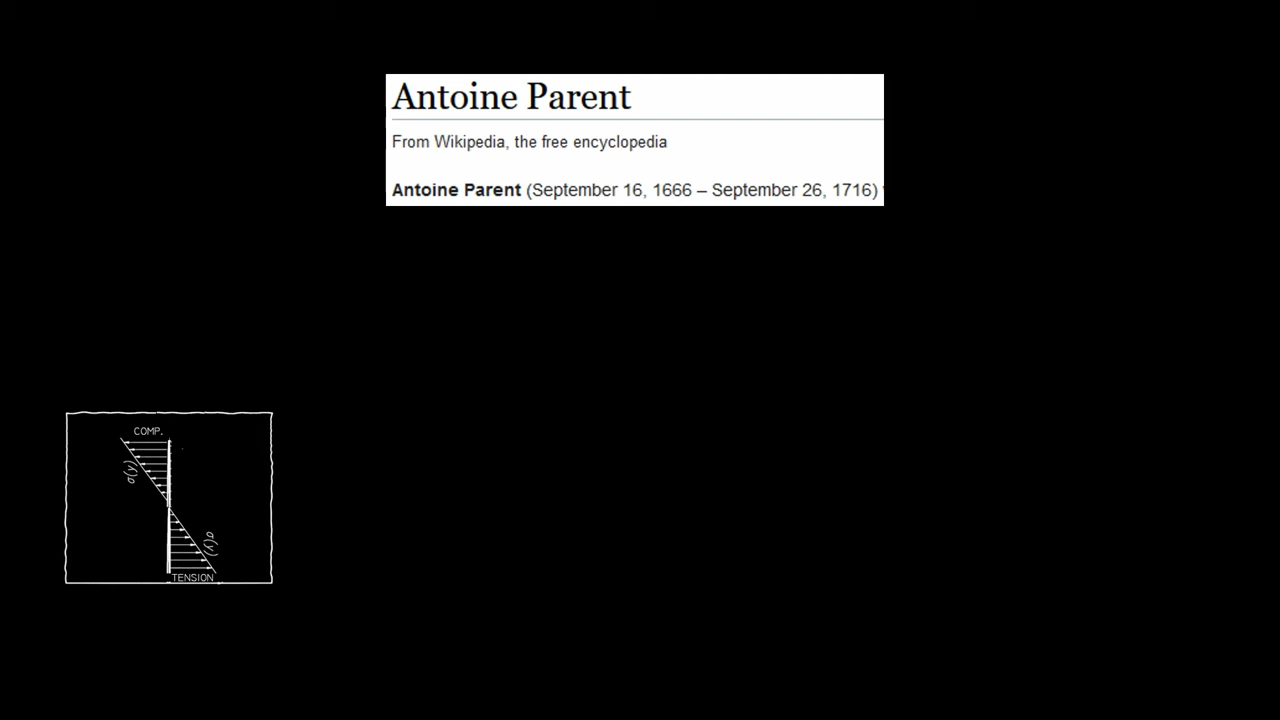 Antoine Parent
From Wikipedia, the free encyclopedia
Antoine Parent (September 16, 1666 – September 26, 1716)
COMP.
σ(y)
σ(y)
TENSION